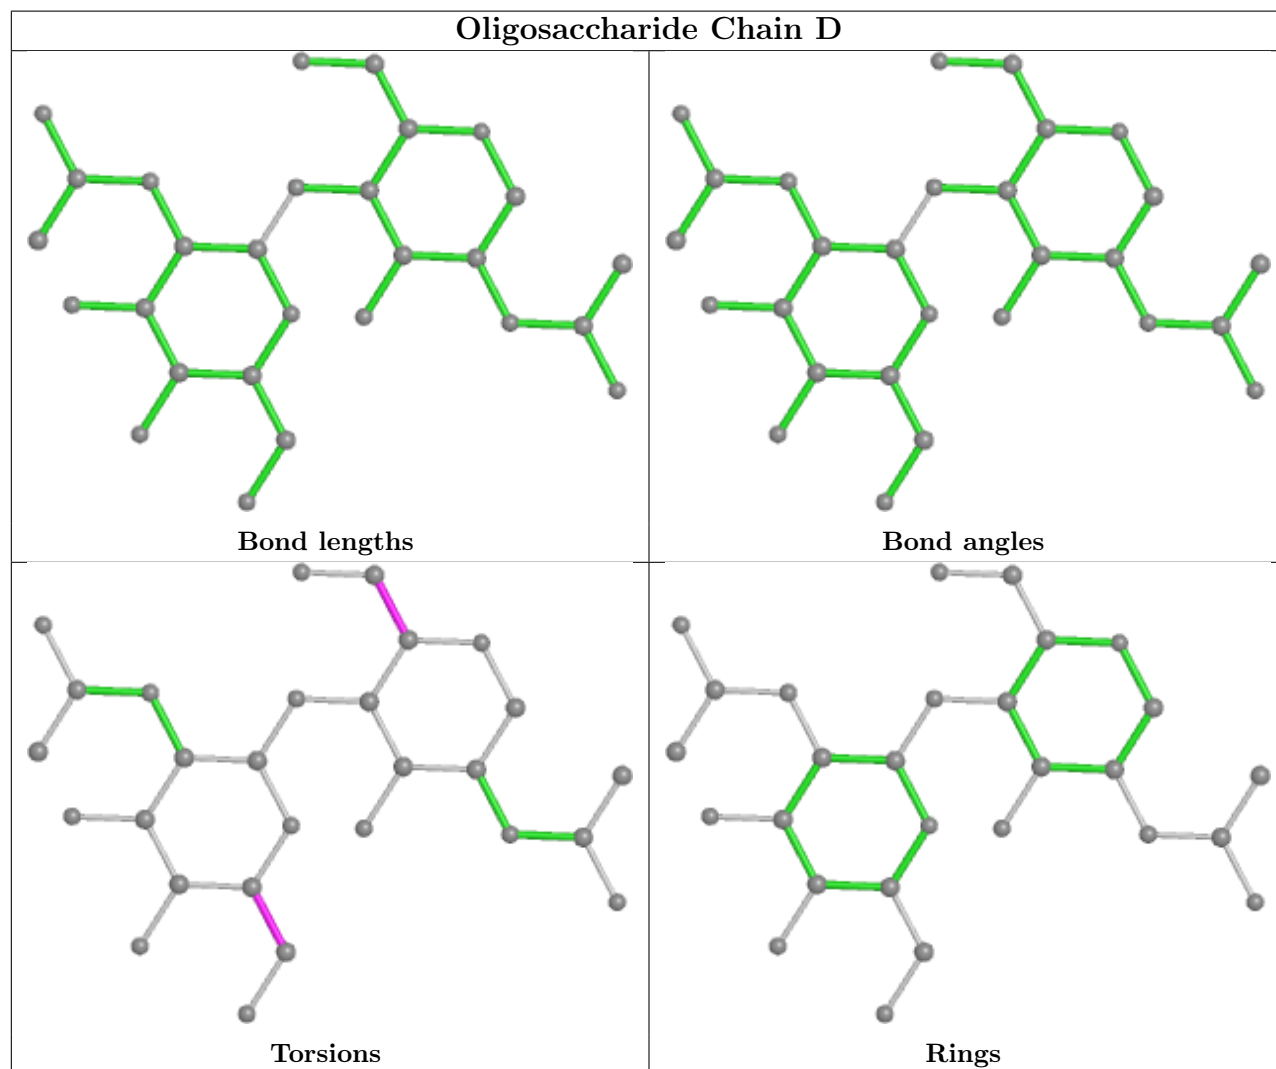 Oligosaccharide Chain D
Bond lengths
Bond angles
Torsions
Rings